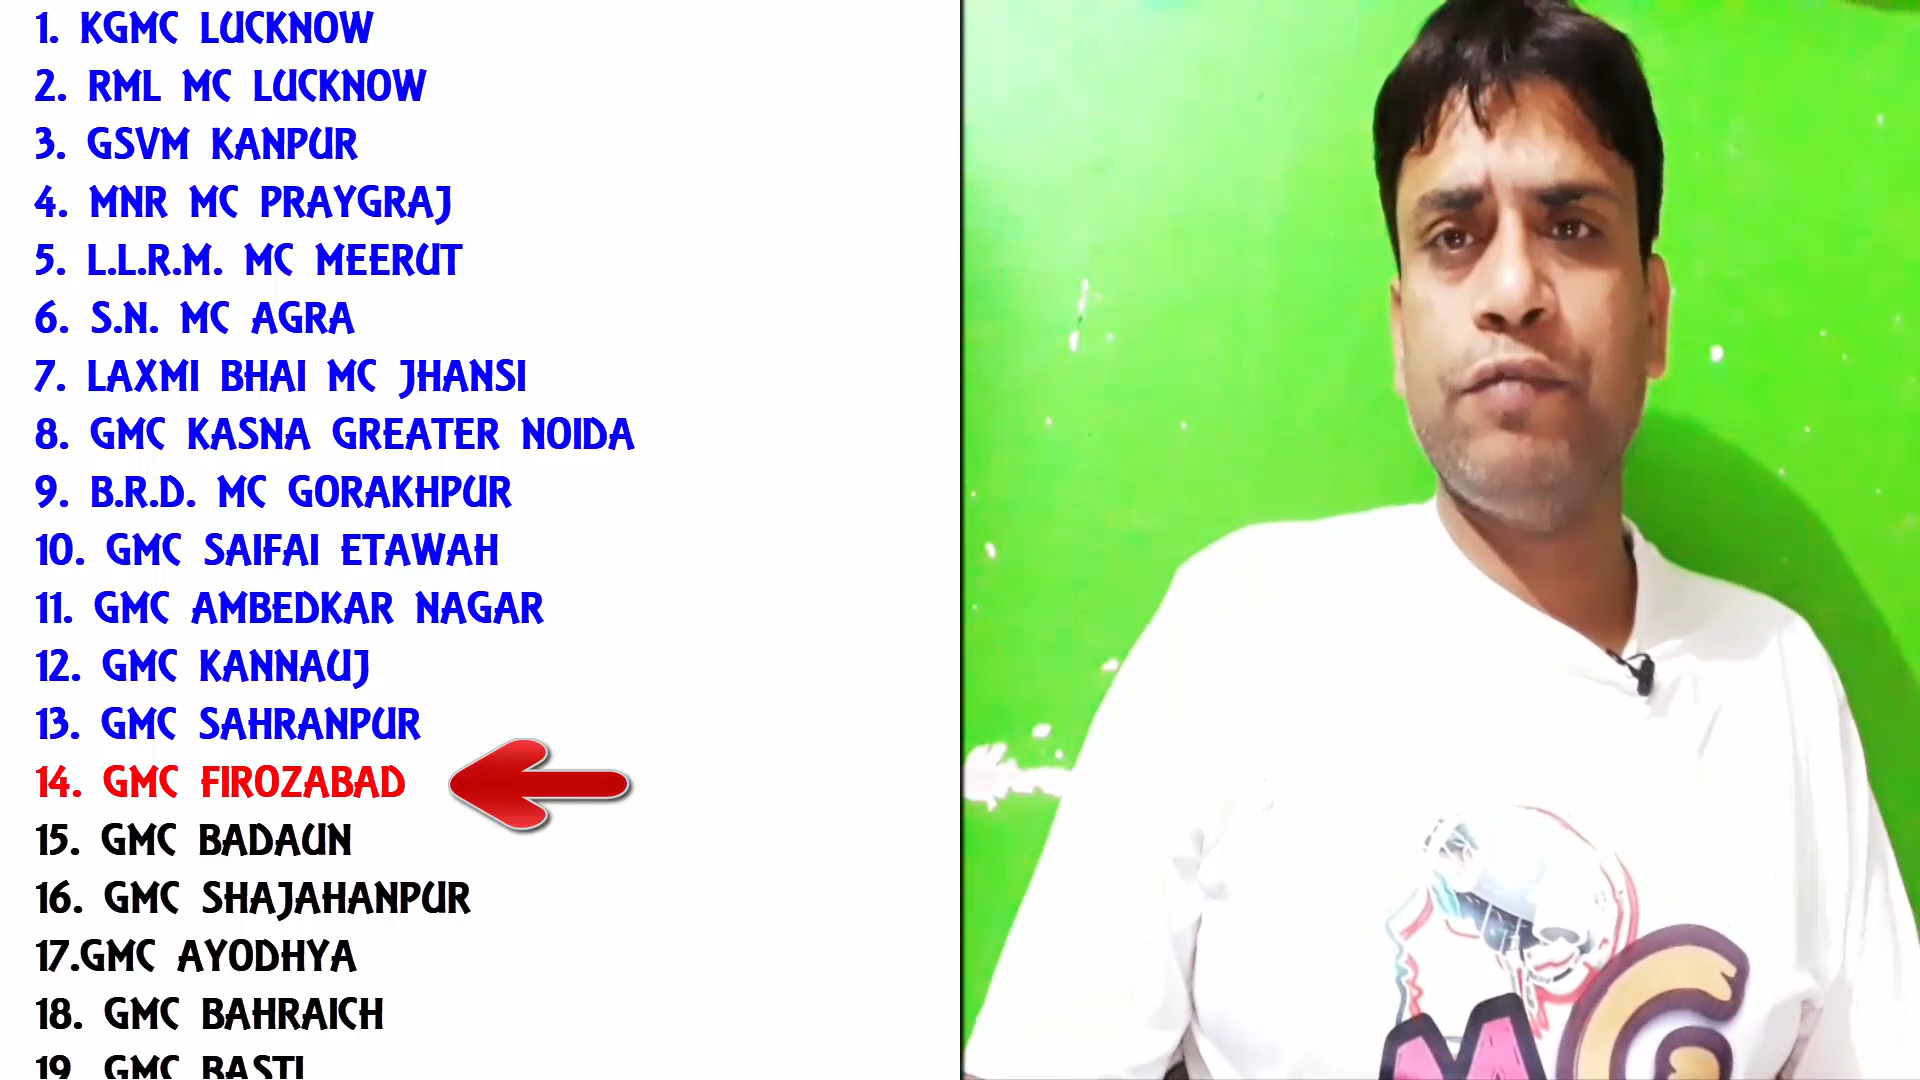 1. KGMC LUCKNOW
2. RML MC LUCKNOW
3. GSVM KANPUR
4. MNR MC PRAYGRAJ
5. L.L.R.M. MC MEERUT
6. S.N. MC AGRA
7. LAXMI BHAI MC JHANSI
8. GMC KASNA GREATER NOIDA
9. B.R.D. MC GORAKHPUR
10. GMC SAIFAI ETAWAH
11. GMC AMBEDKAR NAGAR
12. GMC KANNAUJ
13. GMC SAHRANPUR
14. GMC FIROZABAD
15. GMC BADAUN
16. GMC SHAJAHANPUR
17.GMC AYODHYA
18. GMC BAHRAICH
19. GMC BASTI
MC